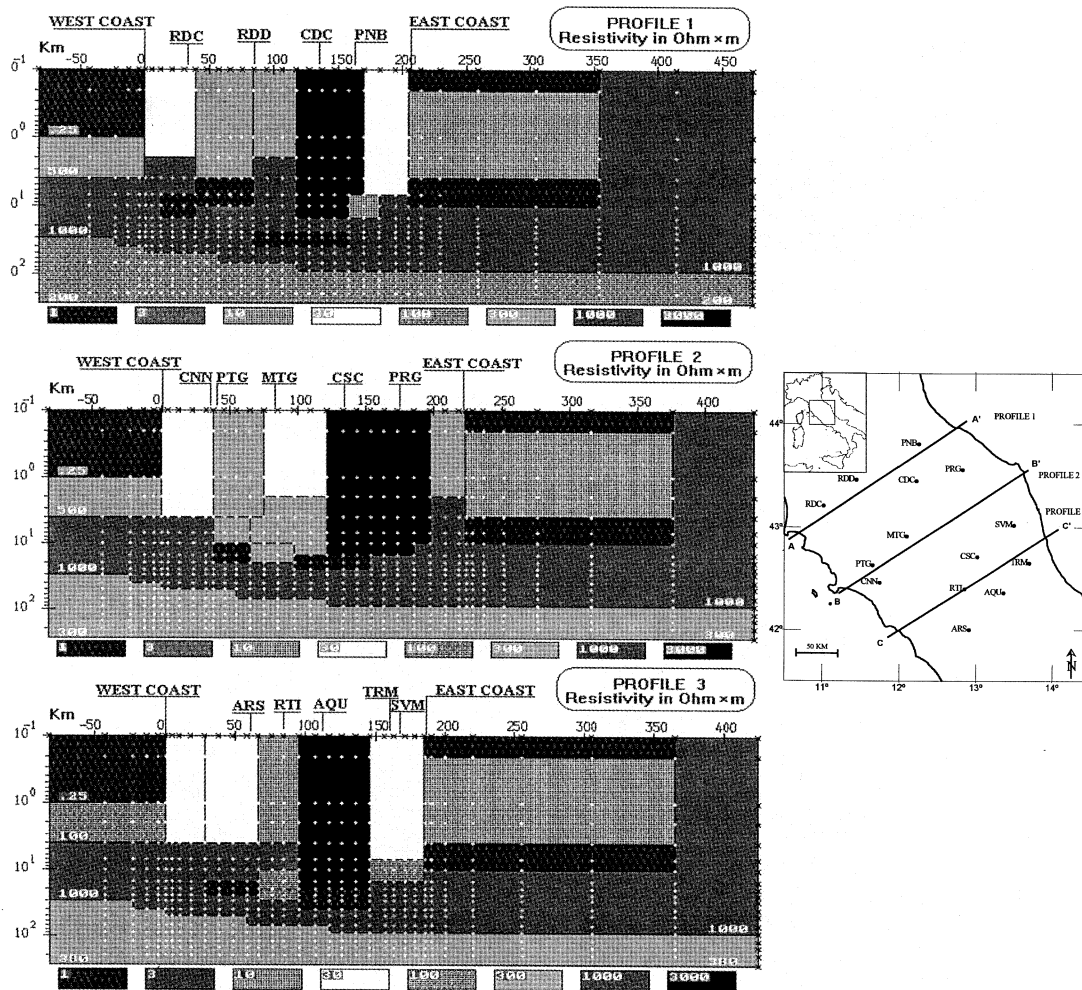 WEST COAST
EAST COAST
PROFILE 1
Resistivity in Ohm×m
RDC RDD CDC PNB
Km
-50 0 50 100 150 200 250 300 350 400 450
0⁻¹
0⁰
0¹
0²
.25
500
1000
200
1000
200
1 3 10 30 100 300 1000 3000
WEST COAST
EAST COAST
PROFILE 2
Resistivity in Ohm×m
CNN PTG MTG CSC PRG
Km
-50 0 50 100 150 200 250 300 350 400
10⁻¹
10⁰
10¹
10²
.25
500
1000
300
1000
300
1 3 10 30 100 300 1000 3000
WEST COAST
TRM
EAST COAST
PROFILE 3
Resistivity in Ohm×m
ARS RTI AQU SVM
Km
-50 0 50 100 150 200 250 300 350 400
10⁻¹
10⁰
10¹
10²
.25
100
1000
1000
1 3 10 30 100 300 1000 3000
44°
43°
42°
11° 12° 13° 14°
A'
PROFILE 1
PNB
B'
PROFILE 2
RDD
CDC
PRG
RDC
PROFILE
C'
SVM
A
MTG
CSC
TRM
PTG
CNN
RTI
AQU
B
C
ARS
50 KM
N